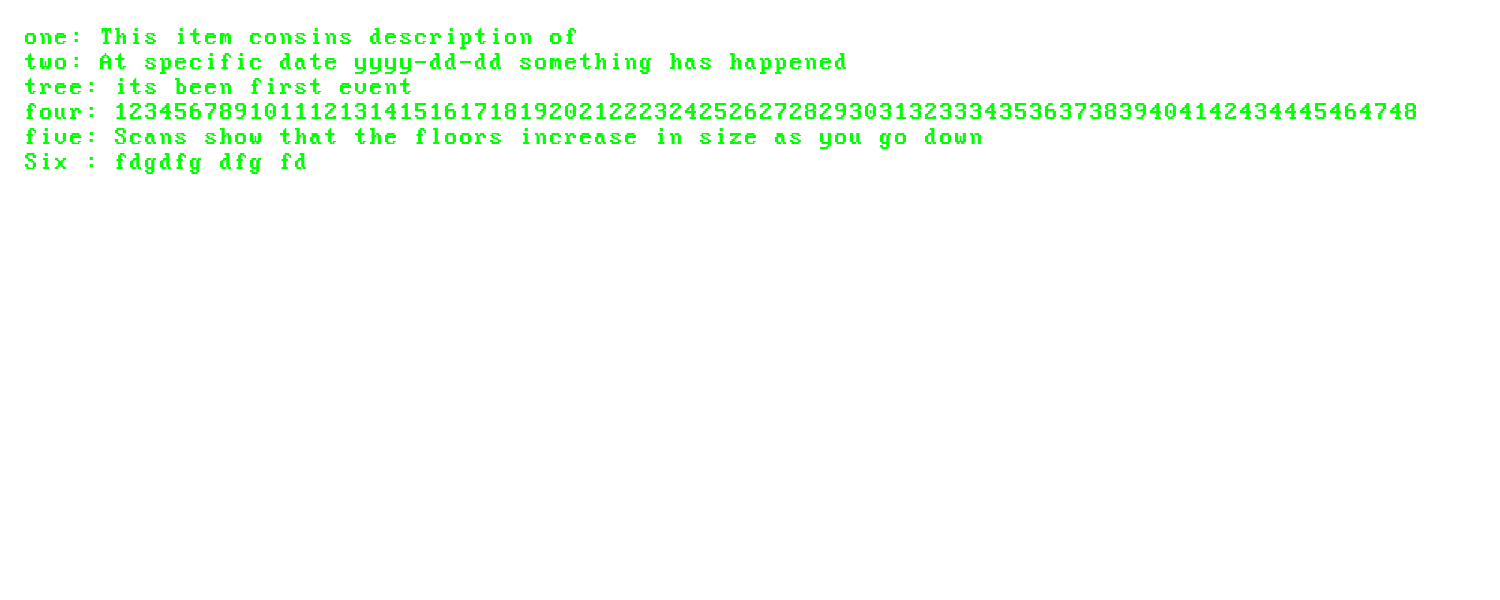 one: This item consins description of
two: At specific date yyyy-dd-dd something has happened
tree: its been first event
four: 123456789101112131415161718192021222324252627282930313233343536373839404142434445464748
five: Scans show that the floors increase in size as you go down
Six : fdgdfg dfg fd